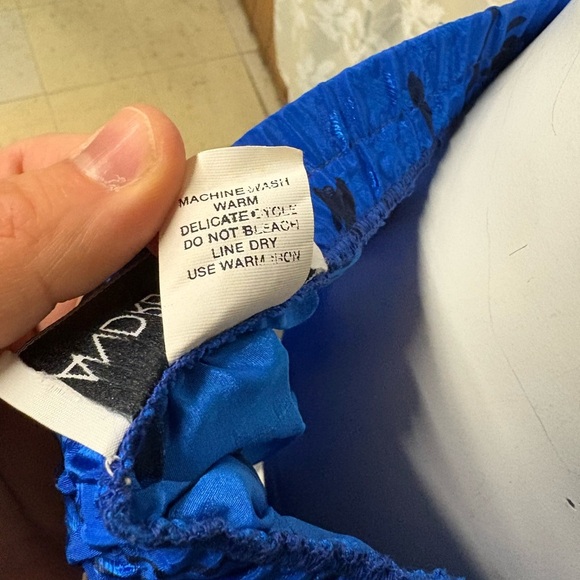 MACHINE WASH
WARM
DELICATE CYCLE
DO NOT BLEACH
LINE DRY
USE WARM IRON